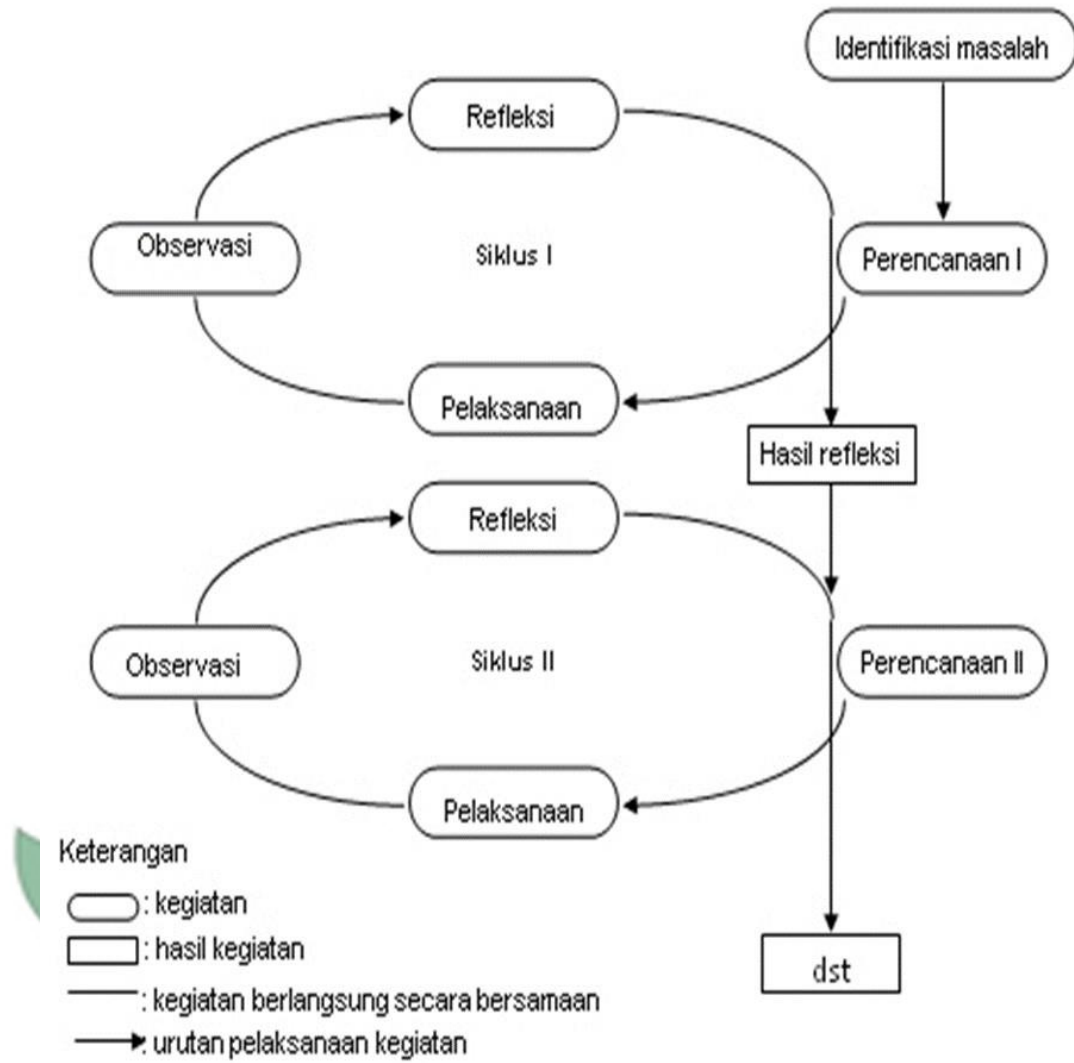 Identifikasi masalah
Refleksi
Observasi
Siklus I
Perencanaan I
Pelaksanaan
Hasil refleksi
Refleksi
Observasi
Siklus II
Perencanaan II
Pelaksanaan
dst
Keterangan
: kegiatan
: hasil kegiatan
: kegiatan berlangsung secara bersamaan
: urutan pelaksanaan kegiatan